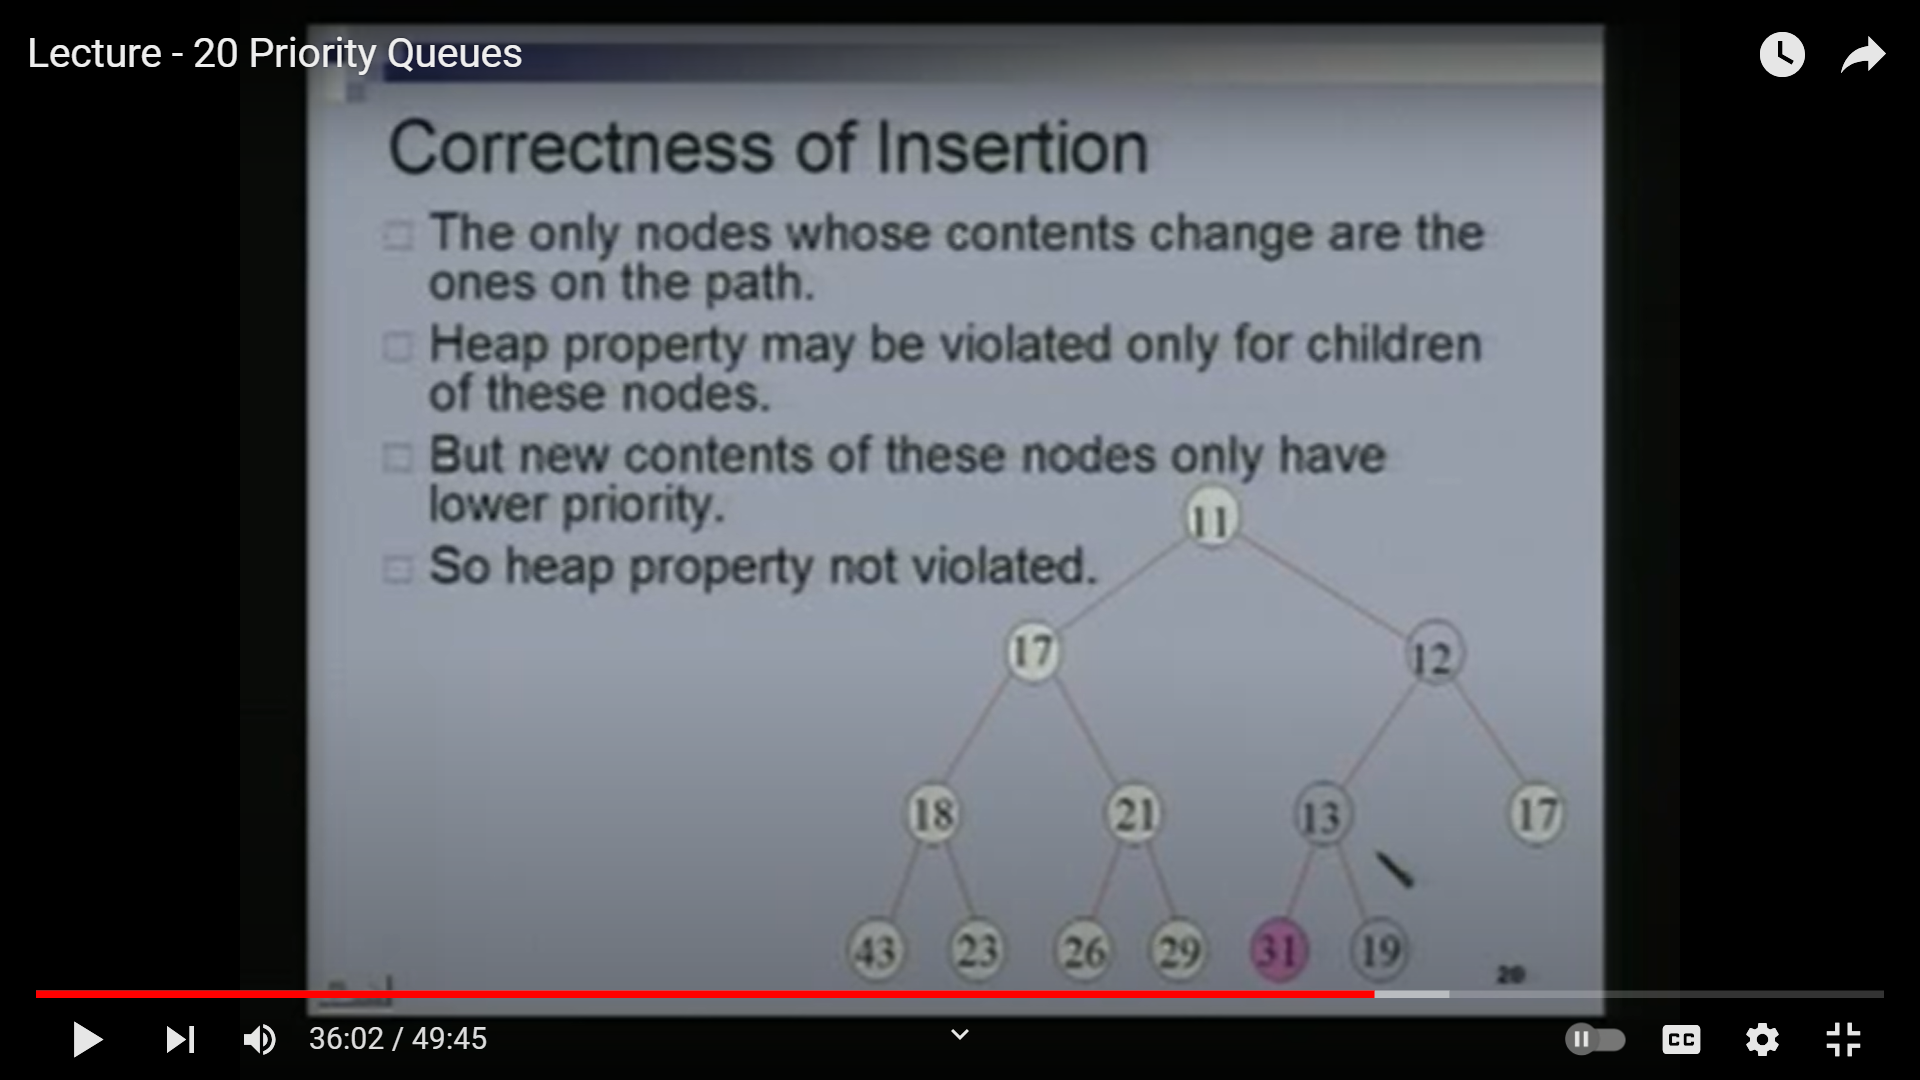 Lecture - 20 Priority Queues
Correctness of Insertion
The only nodes whose contents change are the
ones on the path.
Heap property may be violated only for children
of these nodes.
But new contents of these nodes only have
lower priority.
So heap property not violated.
11
17 12
18 21 13 17
43 23 26 29 31 19
20
36:02 / 49:45
CC